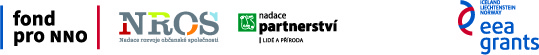 fond
pro NNO
NROS
Nadace rozvoje občanské společnosti
nadace
partnerství
LIDÉ A PŘÍRODA
ICELAND
LIECHTENSTEIN
NORWAY
eea
grants